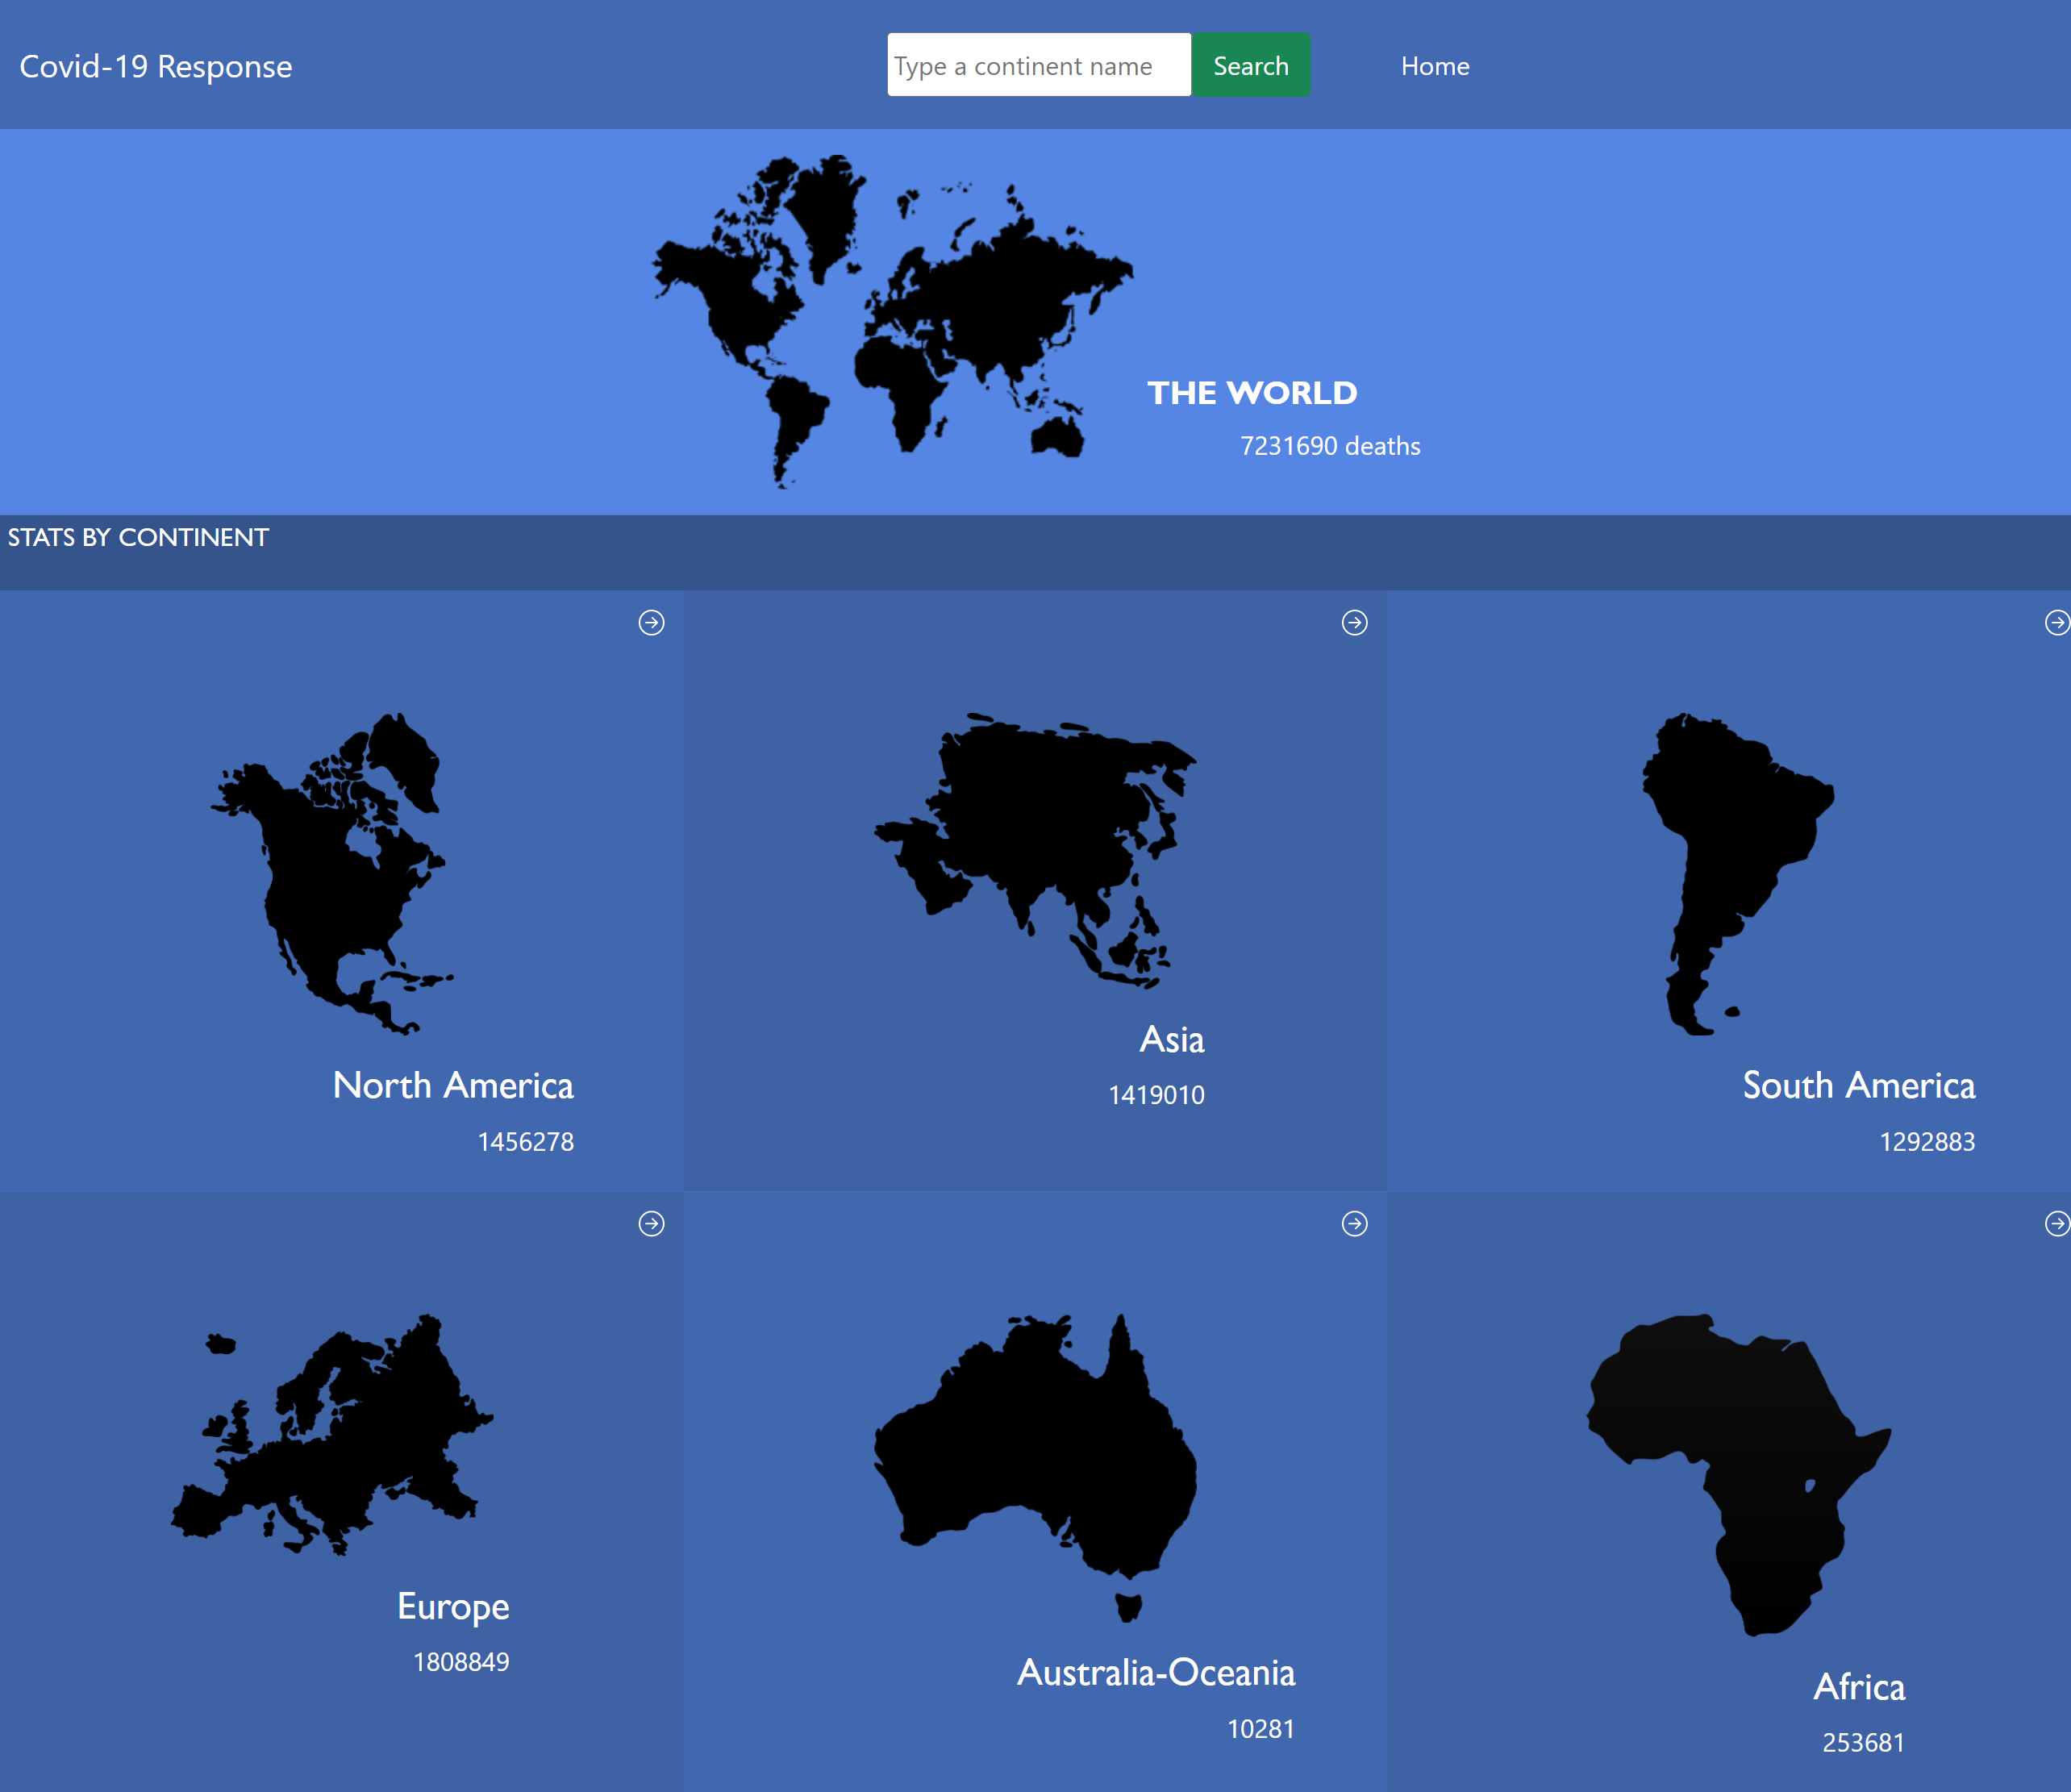 Covid-19 Response
Type a continent name
Search
Home
THE WORLD
7231690 deaths
STATS BY CONTINENT
North America
1456278
Asia
1419010
South America
1292883
Europe
1808849
Australia-Oceania
10281
Africa
253681